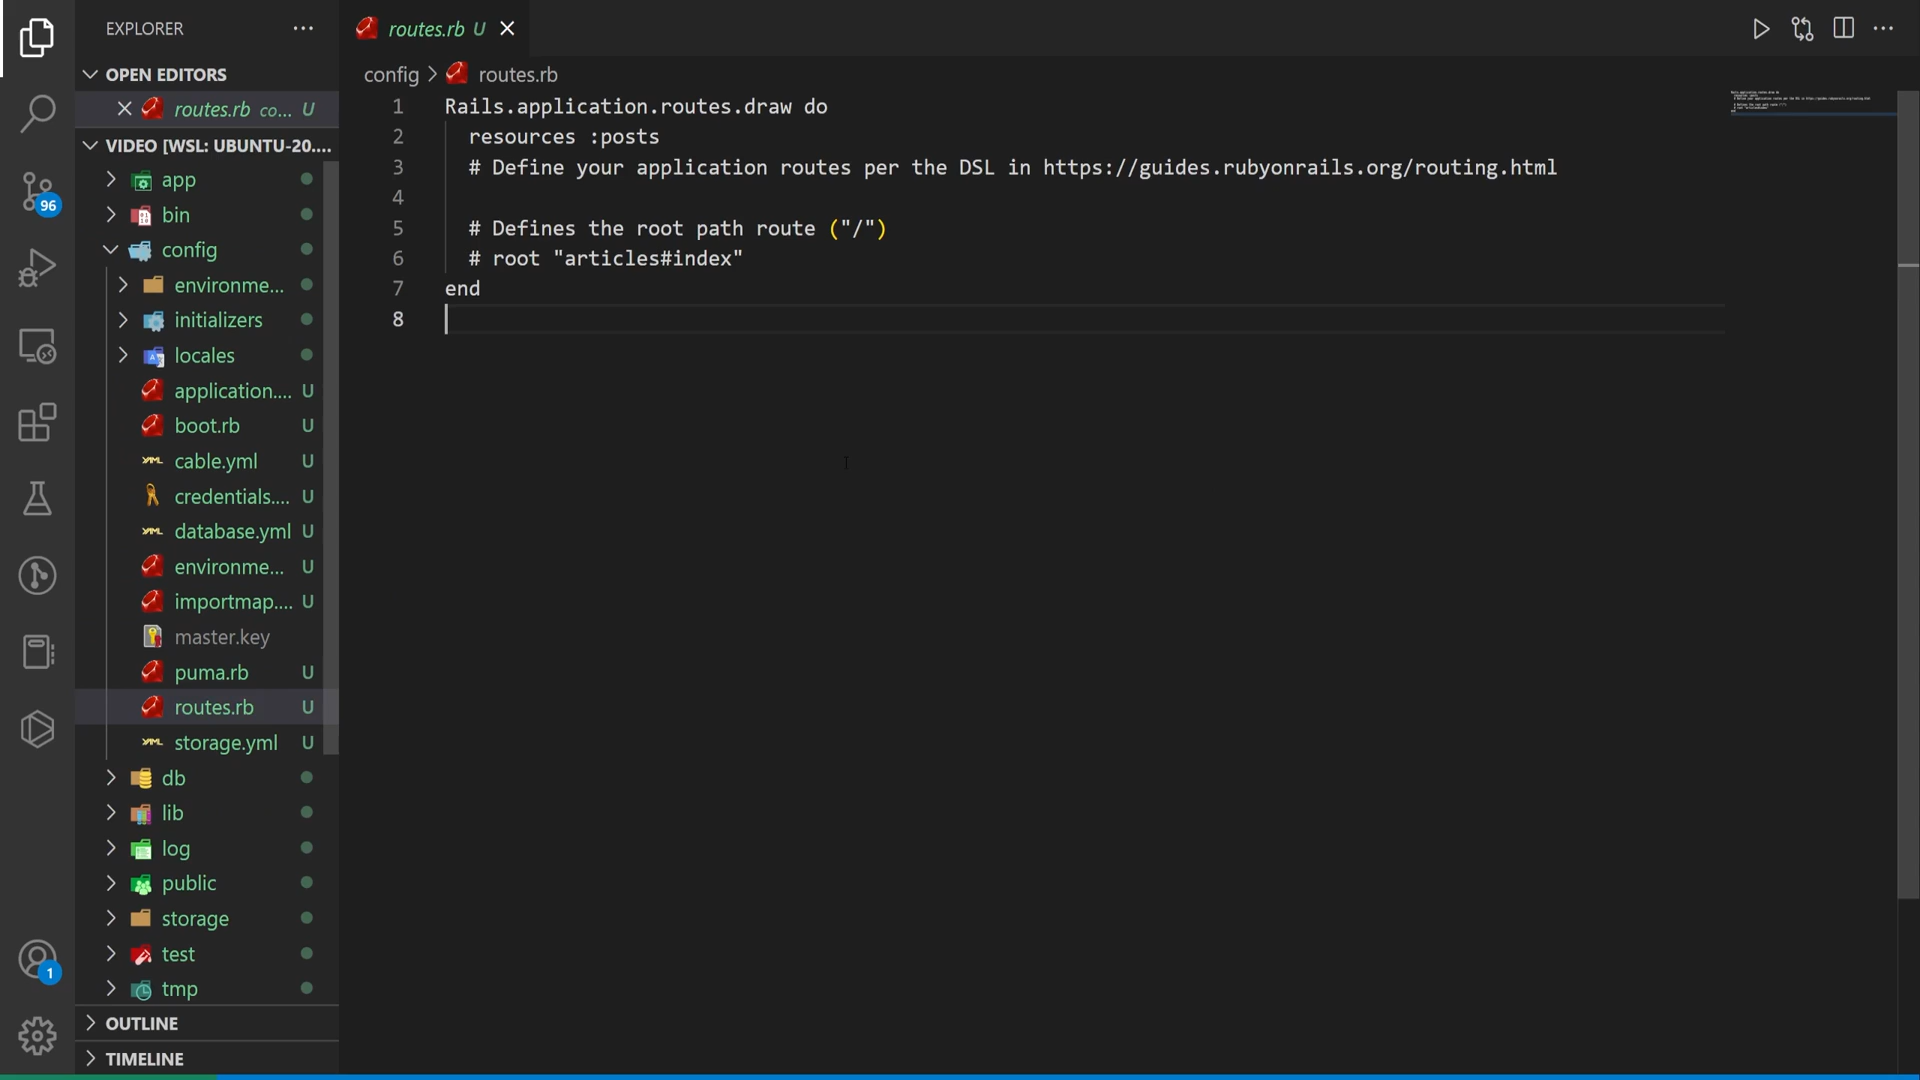 EXPLORER
OPEN EDITORS
routes.rb co... U
VIDEO [WSL: UBUNTU-20....
app
bin
config
environme...
initializers
locales
application.... U
boot.rb U
cable.yml U
credentials.... U
database.yml U
environme... U
importmap.... U
master.key
puma.rb U
routes.rb U
storage.yml U
db
lib
log
public
storage
test
tmp
OUTLINE
TIMELINE
96
1
routes.rb U
config > routes.rb
1 Rails.application.routes.draw do
2 resources :posts
3 # Define your application routes per the DSL in https://guides.rubyonrails.org/routing.html
4
5 # Defines the root path route ("/")
6 # root "articles#index"
7 end
8